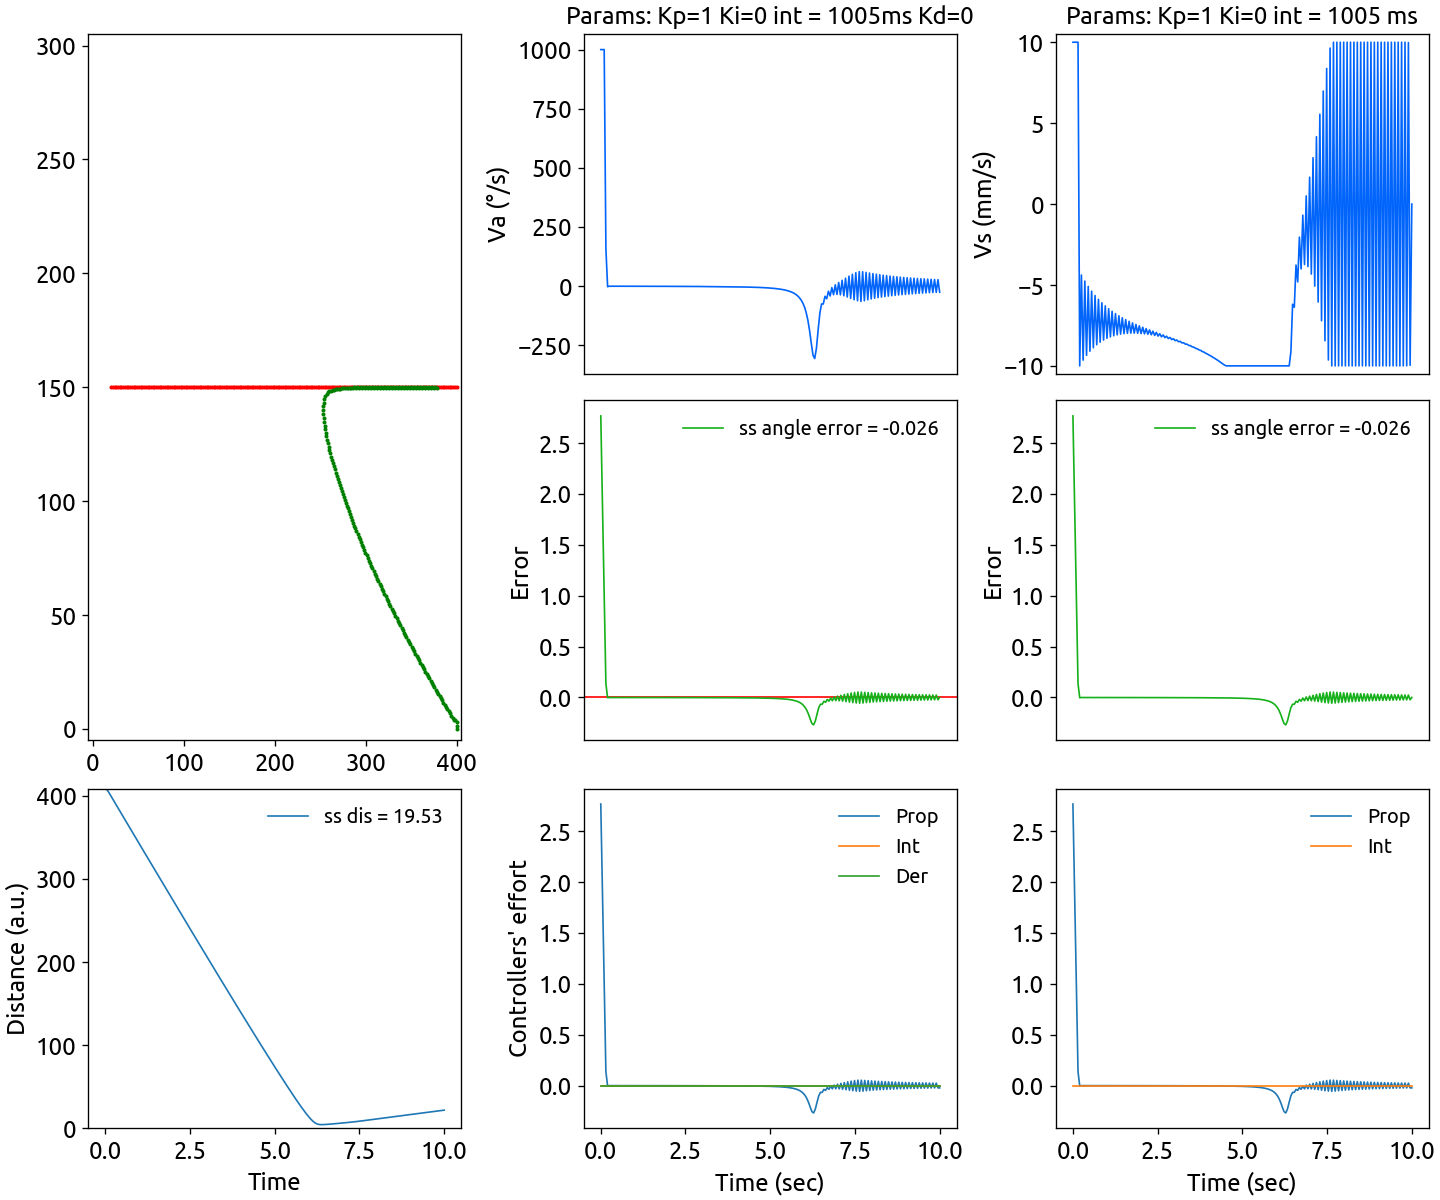 Params: Kp=1 Ki=0 int = 1005ms Kd=0
Params: Kp=1 Ki=0 int = 1005 ms
300
250
200
150
100
50
0
0 100 200 300 400
Va (°/s)
1000
750
500
250
0
−250
Vs (mm/s)
10
5
0
−5
−10
Error
2.5
2.0
1.5
1.0
0.5
0.0
ss angle error = -0.026
Error
2.5
2.0
1.5
1.0
0.5
0.0
ss angle error = -0.026
Distance (a.u.)
400
300
200
100
0
ss dis = 19.53
0.0 2.5 5.0 7.5 10.0
Time
Controllers' effort
2.5
2.0
1.5
1.0
0.5
0.0
Prop
Int
Der
0.0 2.5 5.0 7.5 10.0
Time (sec)
2.5
2.0
1.5
1.0
0.5
0.0
Prop
Int
0.0 2.5 5.0 7.5 10.0
Time (sec)